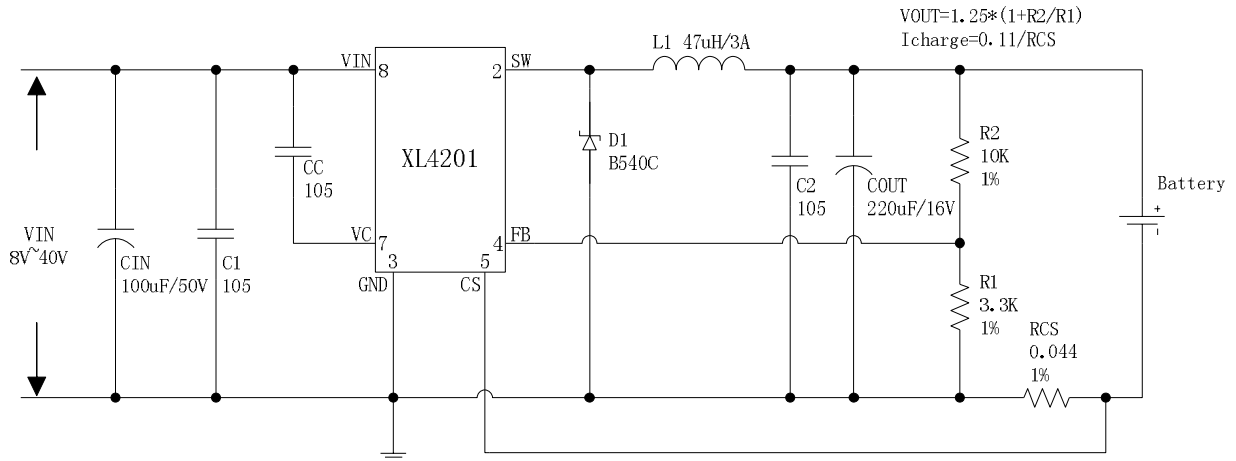 VOUT=1.25*(1+R2/R1)
Icharge=0.11/RCS
L1 47uH/3A
VIN
8
2
SW
XL4201
CC
105
D1
B540C
R2
10K
1%
C2
105
COUT
220uF/16V
Battery
+
-
VIN
8V~40V
VC
7
4
FB
3
5
GND
CS
CIN
100uF/50V
C1
105
R1
3.3K
1%
RCS
0.044
1%